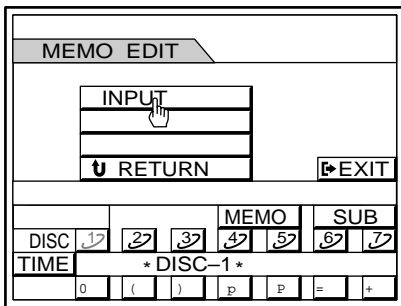 MEMO EDIT
INPUT
RETURN
EXIT
MEMO SUB
DISC 1 2 3 4 5 6 7
TIME * DISC–1 *
0 ( ) p P = +